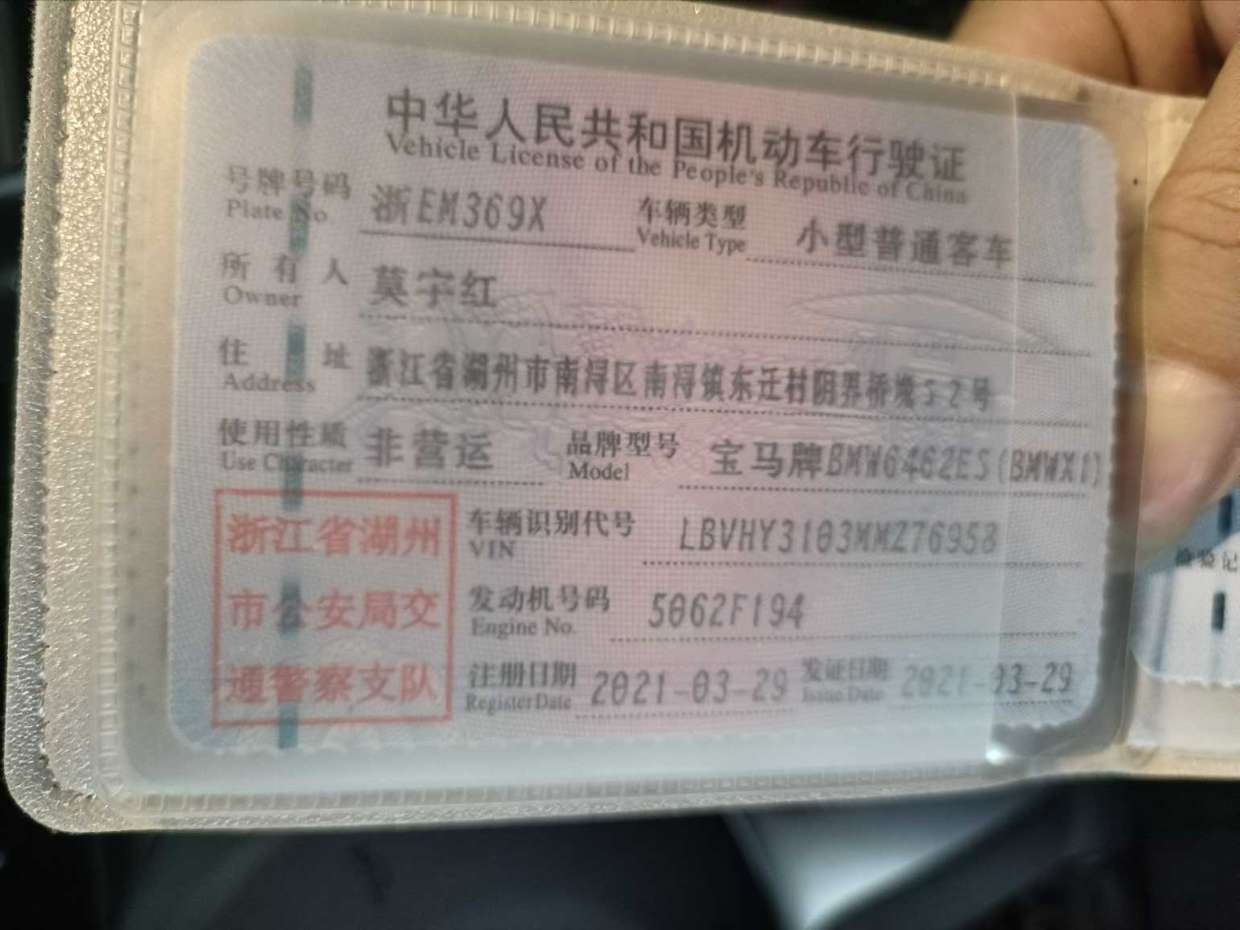 中华人民共和国机动车行驶证
Vehicle License of the People's Republic of China
号牌号码 浙EM369X 车辆类型 小型普通客车
Plate No. Vehicle Type
所有人 莫宇红
Owner
住址 浙江省湖州市南浔区南浔镇东迁村阴界桥堍52号
Address
使用性质 非营运 品牌型号 宝马牌BMW6462ES(BMWX1)
Use Character Model
车辆识别代号 LBVHY3103MMZ76958
VIN
发动机号码 5062F194
Engine No.
注册日期 2021-03-29 发证日期 2021-03-29
Register Date Issue Date
浙江省湖州
市公安局交
通警察支队
检验记